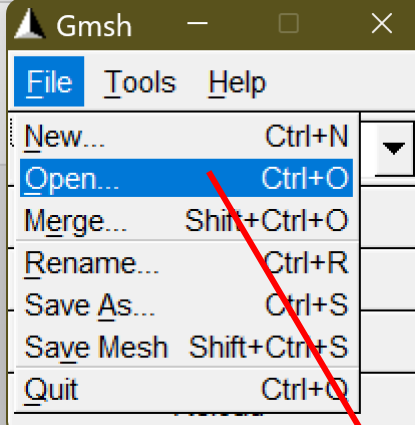 Gmsh
File Tools Help
New... Ctrl+N
Open... Ctrl+O
Merge... Shift+Ctrl+O
Rename... Ctrl+R
Save As... Ctrl+S
Save Mesh Shift+Ctrl+S
Quit Ctrl+Q